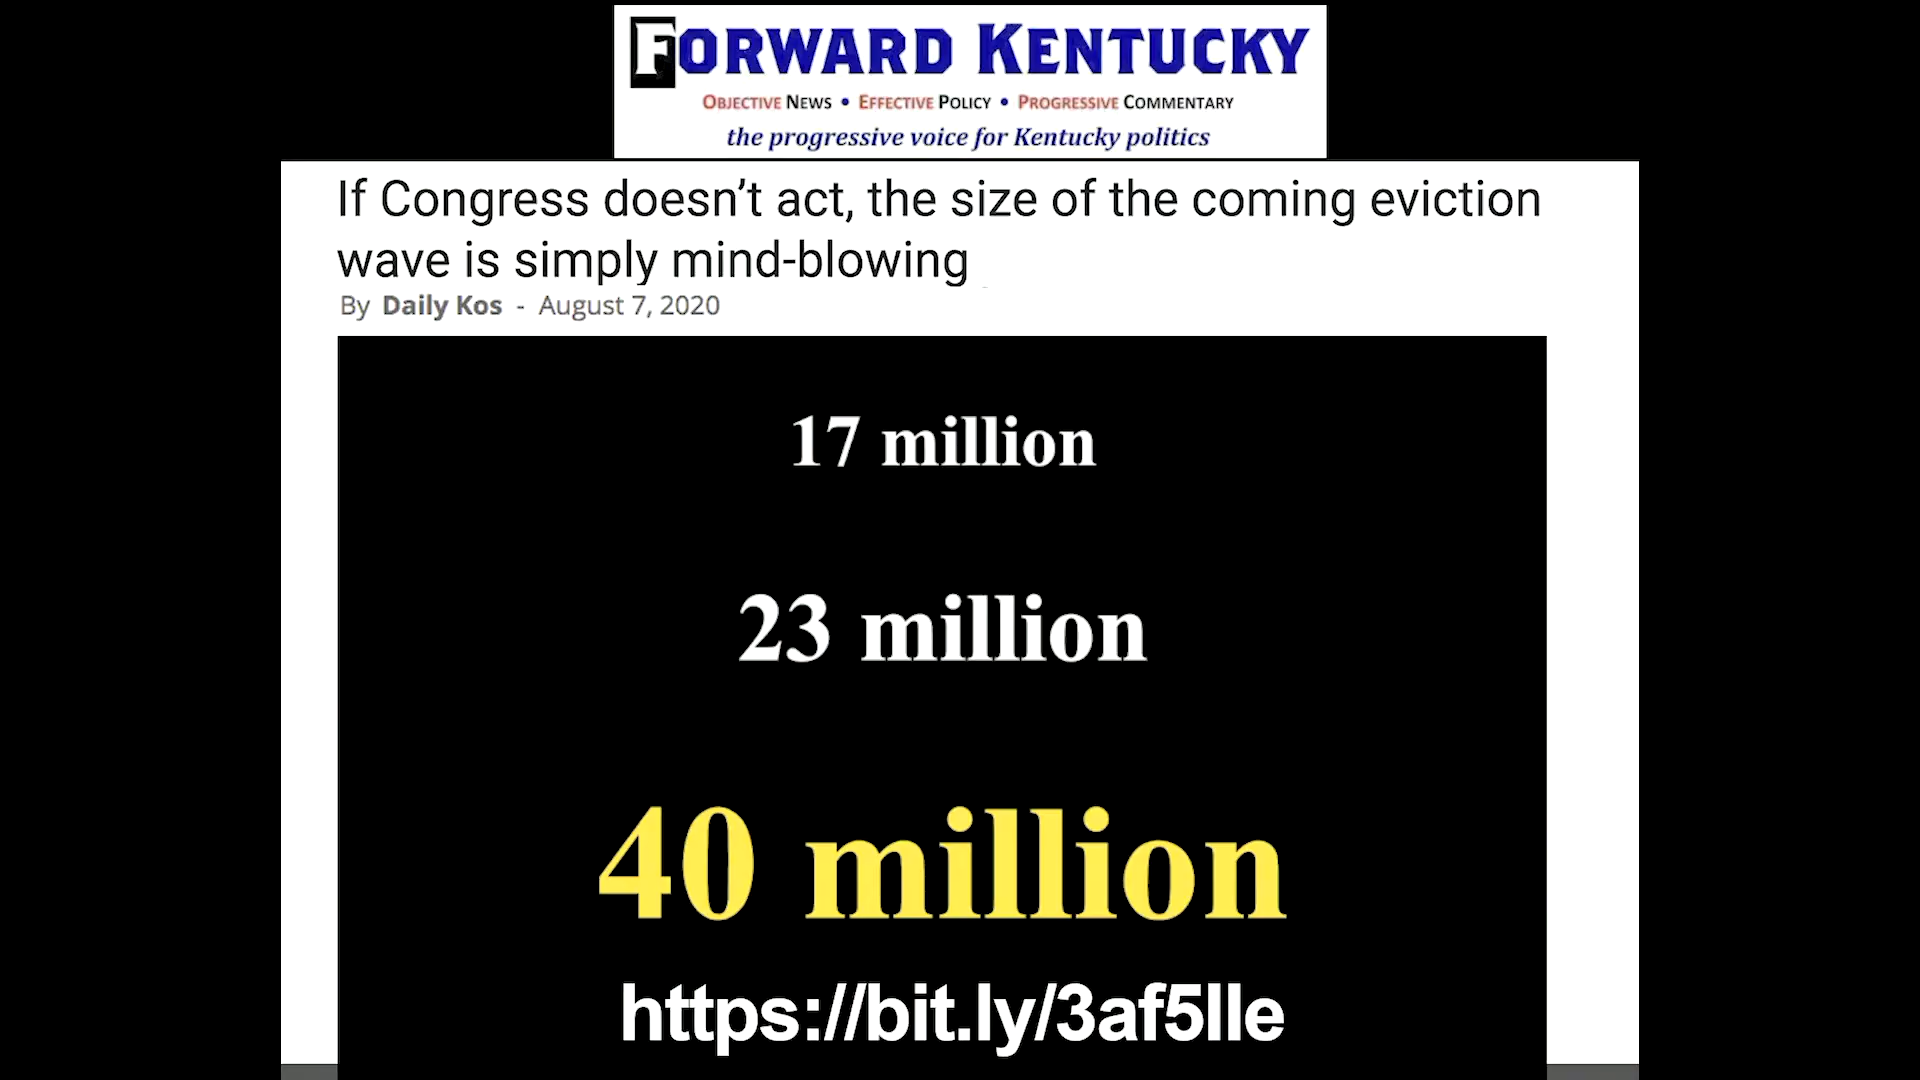 FORWARD KENTUCKY
OBJECTIVE NEWS • EFFECTIVE POLICY • PROGRESSIVE COMMENTARY
the progressive voice for Kentucky politics
If Congress doesn’t act, the size of the coming eviction
wave is simply mind-blowing
By Daily Kos - August 7, 2020
17 million
23 million
40 million
https://bit.ly/3af5lle